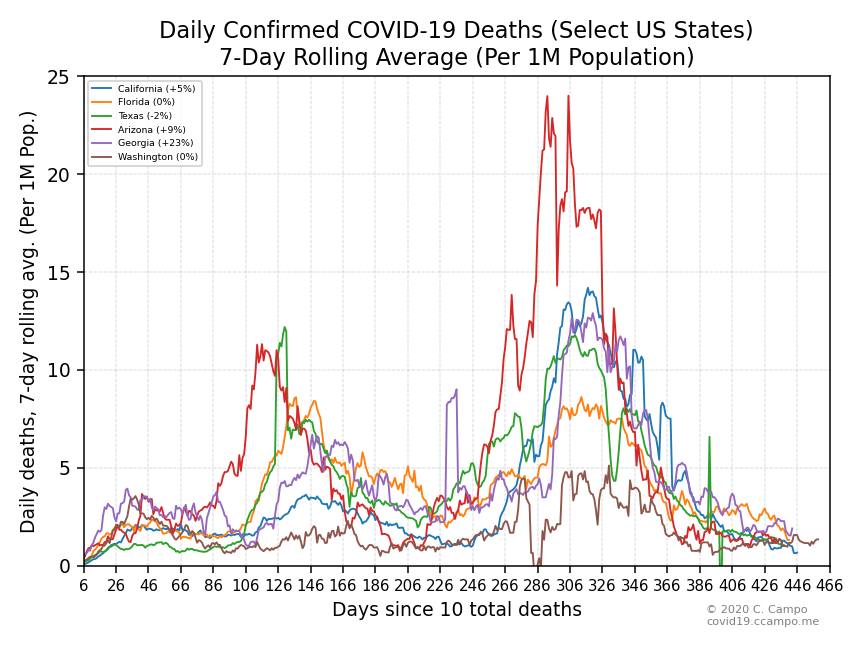 Daily Confirmed COVID-19 Deaths (Select US States)
7-Day Rolling Average (Per 1M Population)
Daily deaths, 7-day rolling avg. (Per 1M Pop.)
25
20
15
10
5
0
California (+5%)
Florida (0%)
Texas (-2%)
Arizona (+9%)
Georgia (+23%)
Washington (0%)
6 26 46 66 86 106 126 146 166 186 206 226 246 266 286 306 326 346 366 386 406 426 446 466
Days since 10 total deaths
© 2020 C. Campo
covid19.ccampo.me